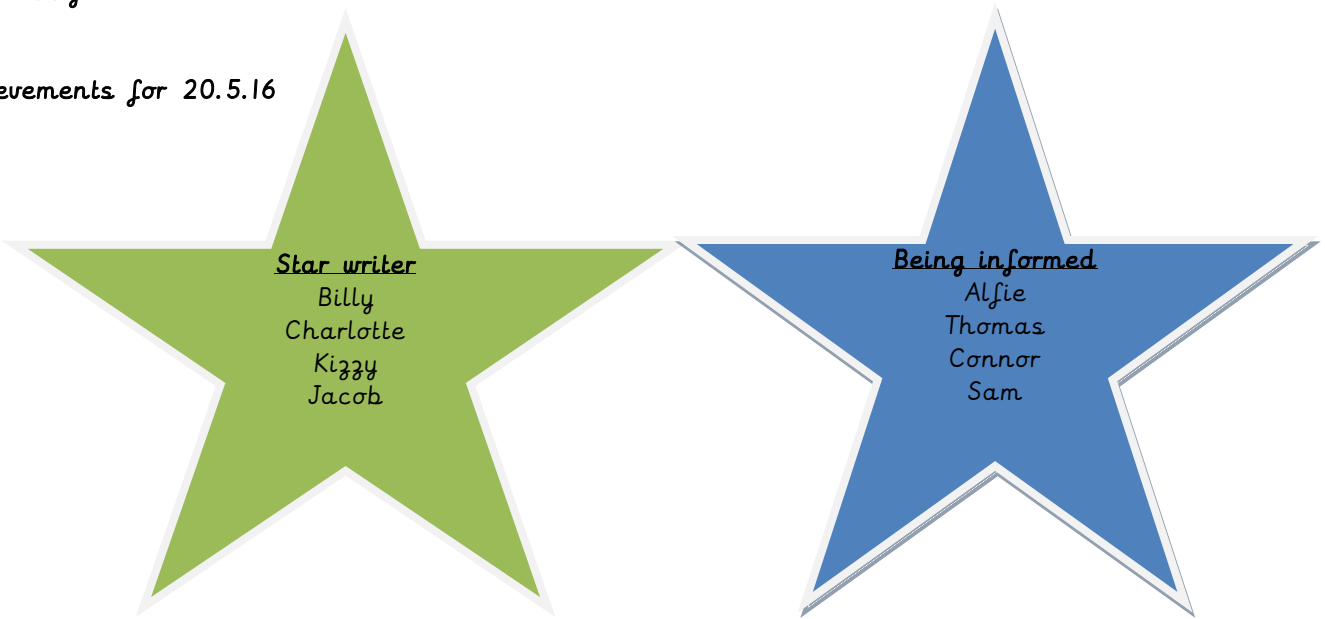 evements for 20.5.16
Star writer
Billy
Charlotte
Kizzy
Jacob
Being informed
Alfie
Thomas
Connor
Sam